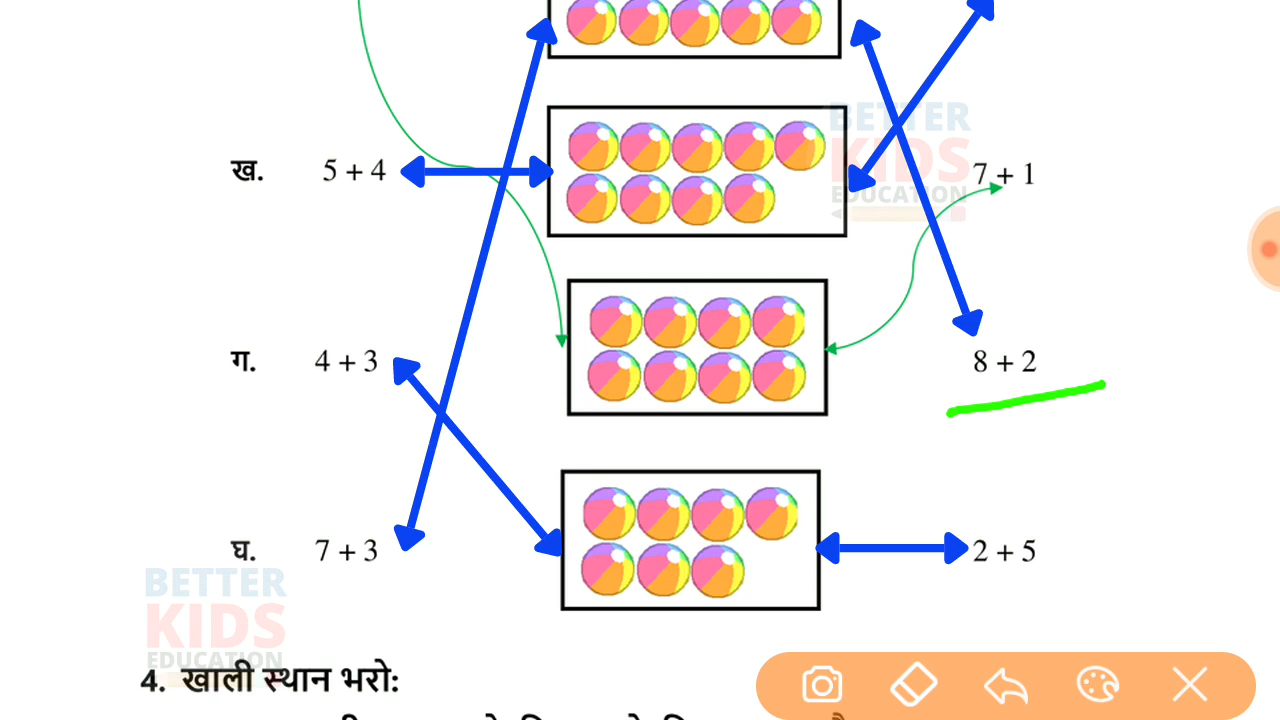 ख. 5 + 4 7 + 1
BETTER
KIDS
EDUCATION
ग. 4 + 3 8 + 2
घ. 7 + 3 2 + 5
BETTER
KIDS
EDUCATION
4. खाली स्थान भरो: